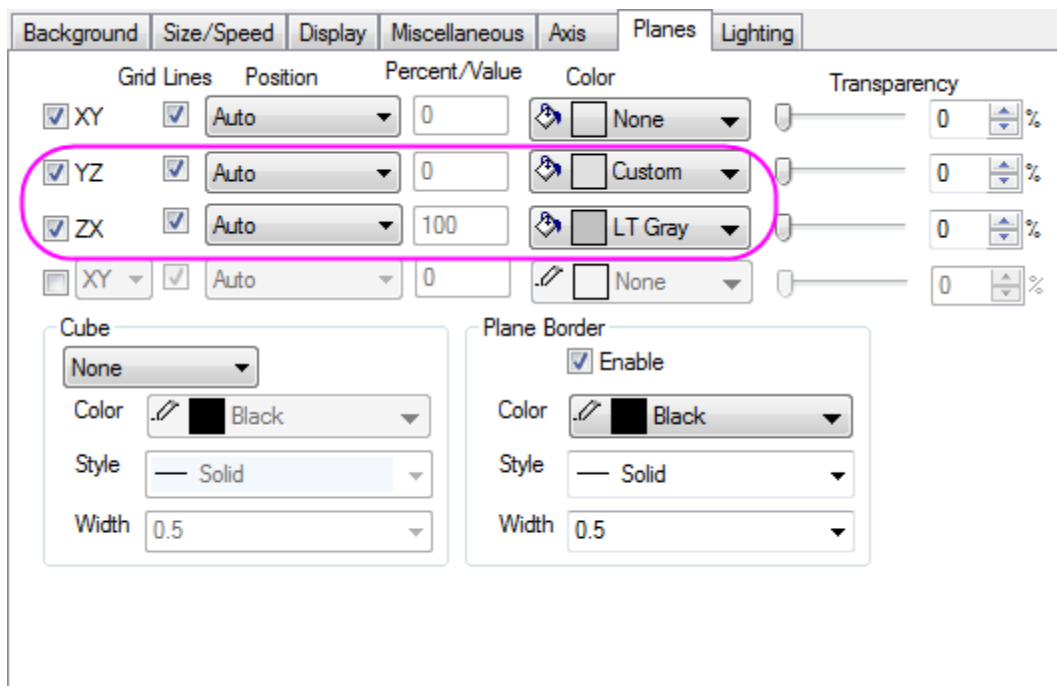 Background Size/Speed Display Miscellaneous Axis Planes Lighting
Grid Lines Position Percent/Value Color Transparency
XY Auto 0 None 0 %
YZ Auto 0 Custom 0 %
ZX Auto 100 LT Gray 0 %
XY Auto 0 None 0 %
Cube Plane Border
None Enable
Color Black Color Black
Style Solid Style Solid
Width 0.5 Width 0.5